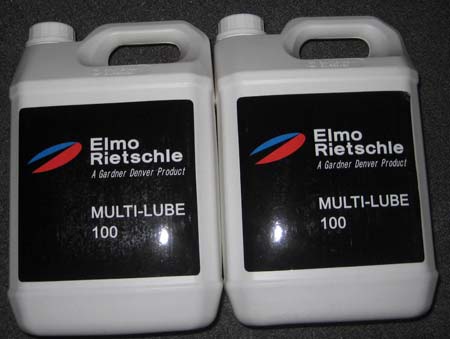 Elmo
Rietschle
A Gardner Denver Product
MULTI-LUBE
100
Elmo
Rietschle
A Gardner Denver Product
MULTI-LUBE
100